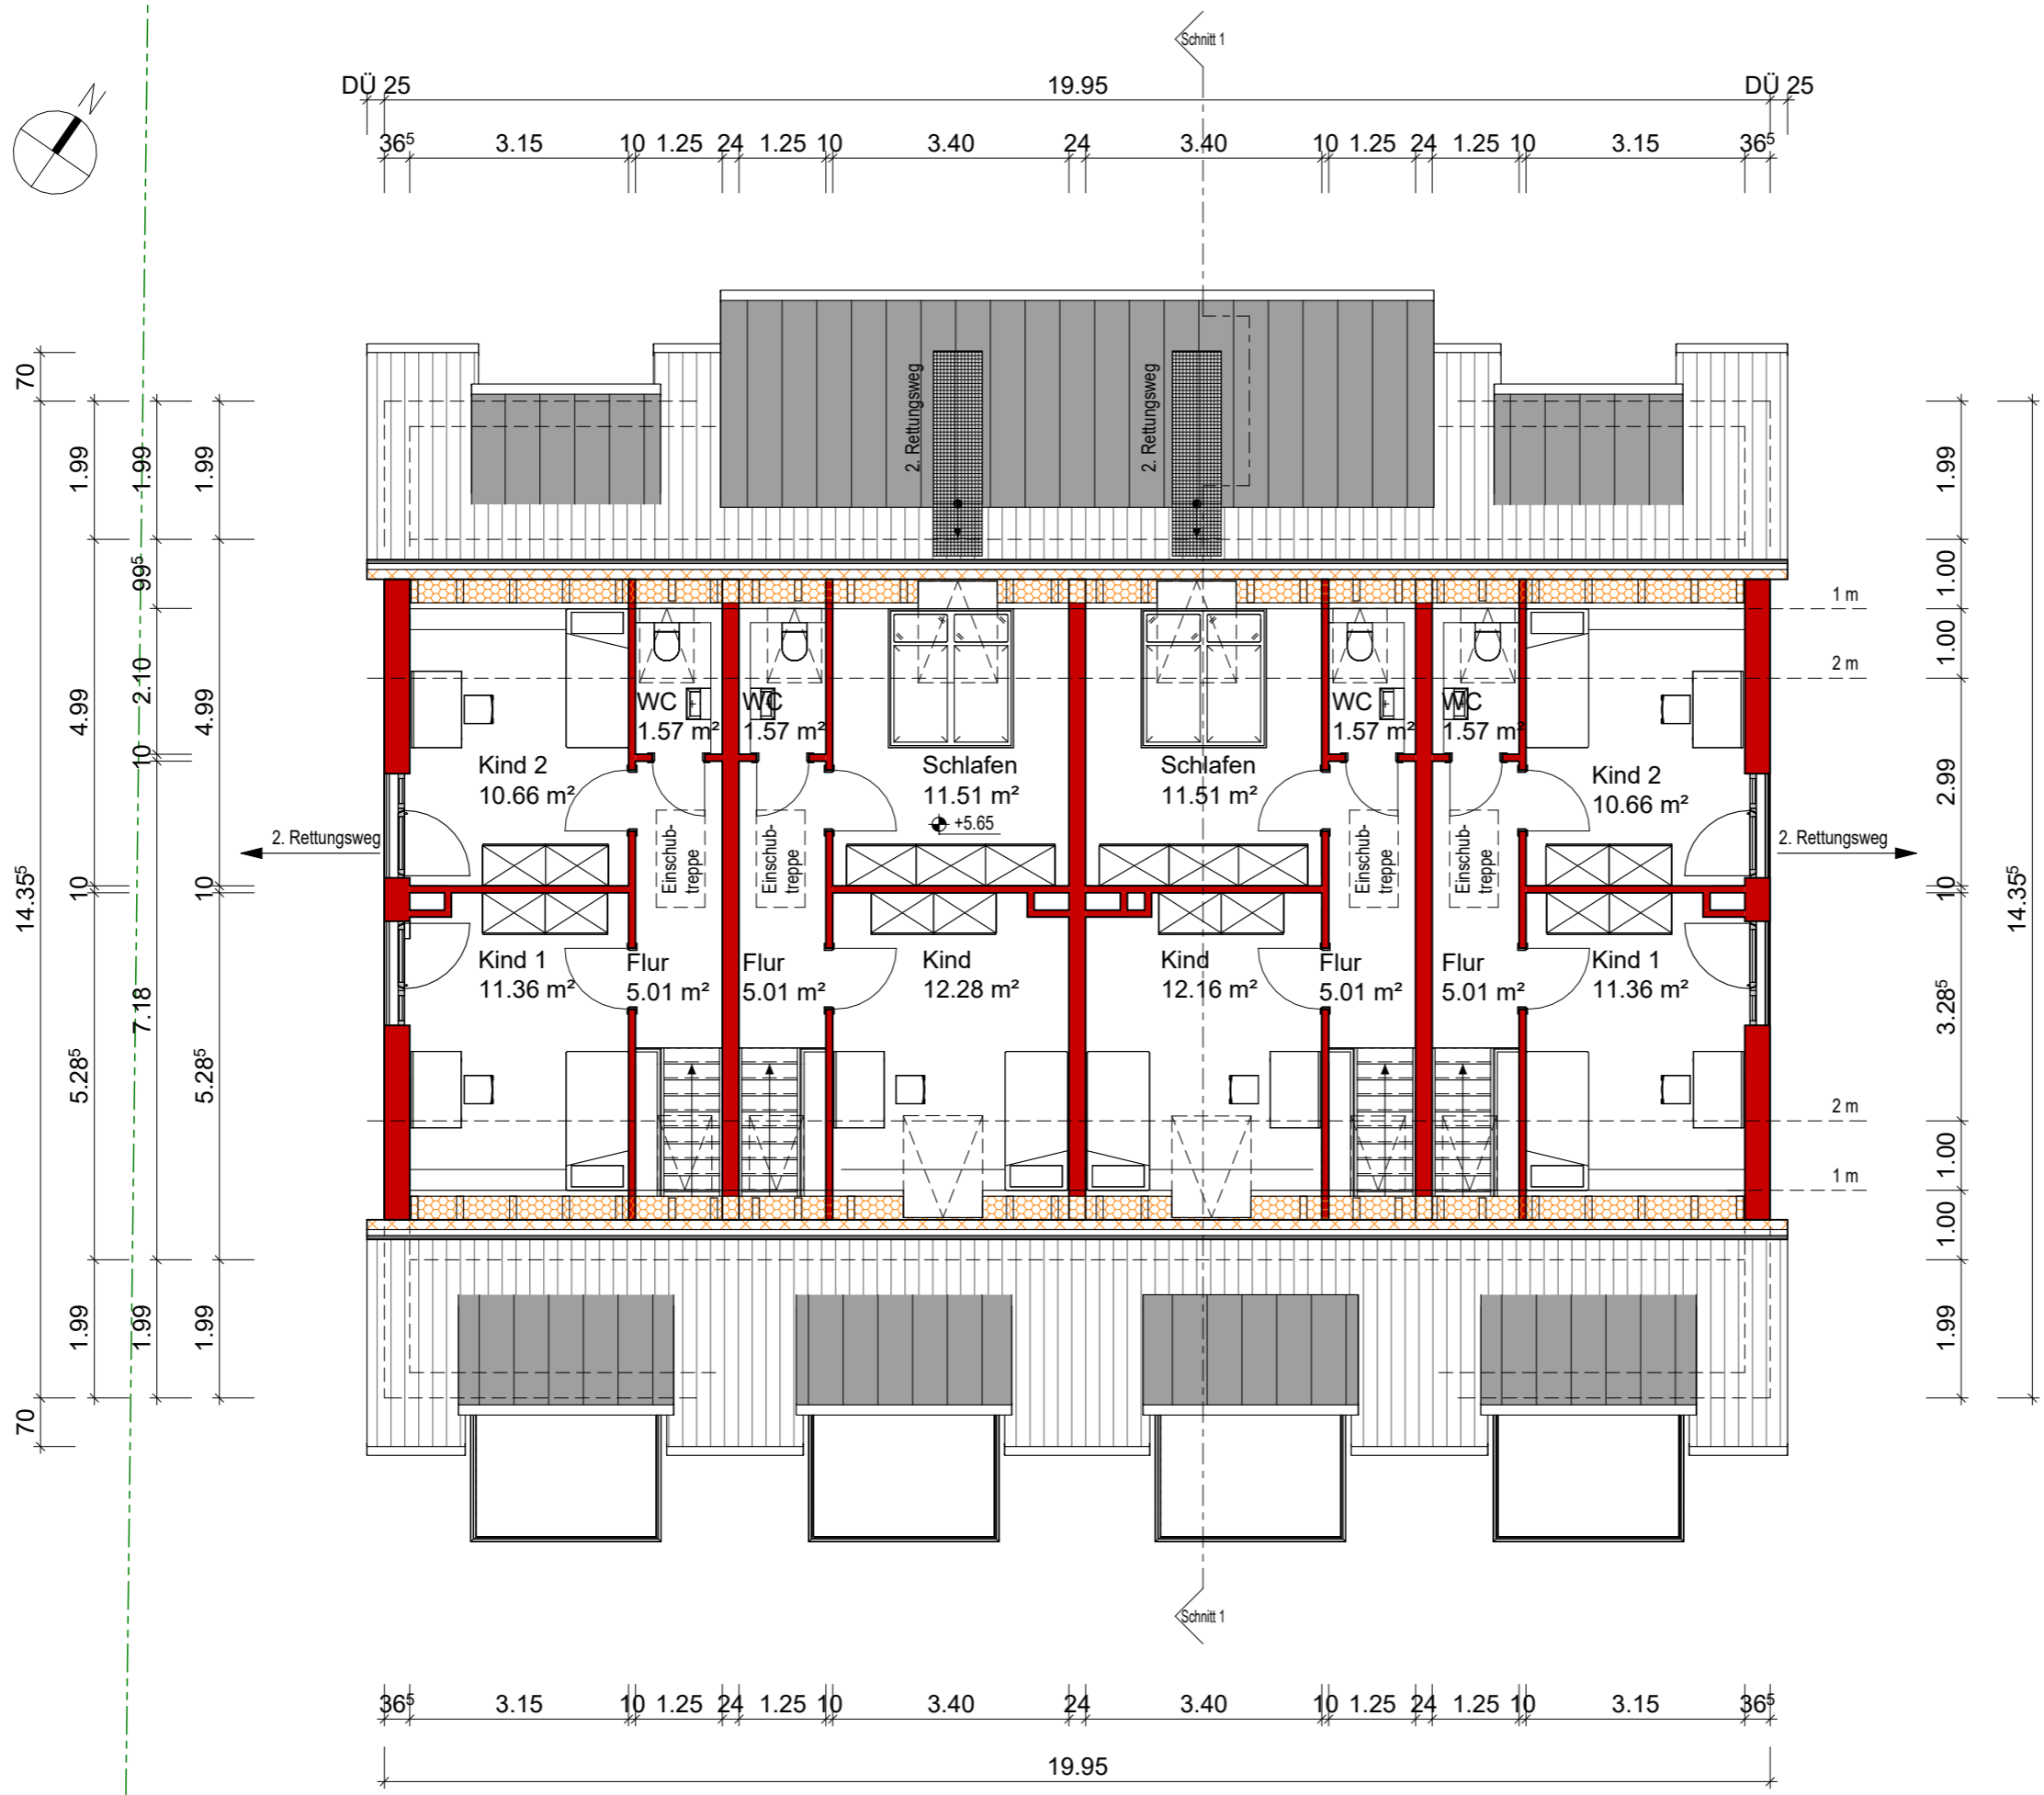 Schnitt 1
N
DÜ 25 19.95 DÜ 25
36⁵ 3.15 10 1.25 24 1.25 10 3.40 24 3.40 10 1.25 24 1.25 10 3.15 36⁵
2. Rettungsweg 2. Rettungsweg
70
1.99 1.99 1.99 1.99
99⁵ 1.00
1 m
1.00
2 m
4.99 2.10 4.99 2.99
10
WC WC WC WC
1.57 m² 1.57 m² 1.57 m² 1.57 m²
Kind 2 Schlafen Schlafen Kind 2
10.66 m² 11.51 m² 11.51 m² 10.66 m²
+5.65
2. Rettungsweg 2. Rettungsweg
Einschub- Einschub- Einschub- Einschub-
treppe treppe treppe treppe
14.35⁵ 10 10 10 14.35⁵
Kind 1 Flur Flur Kind Kind Flur Flur Kind 1
11.36 m² 5.01 m² 5.01 m² 12.28 m² 12.16 m² 5.01 m² 5.01 m² 11.36 m²
5.28⁵ 7.18 5.28⁵ 3.28⁵
2 m
1.00
1 m
1.00
1.99 1.99 1.99 1.99
70
Schnitt 1
36⁵ 3.15 10 1.25 24 1.25 10 3.40 24 3.40 10 1.25 24 1.25 10 3.15 36⁵
19.95